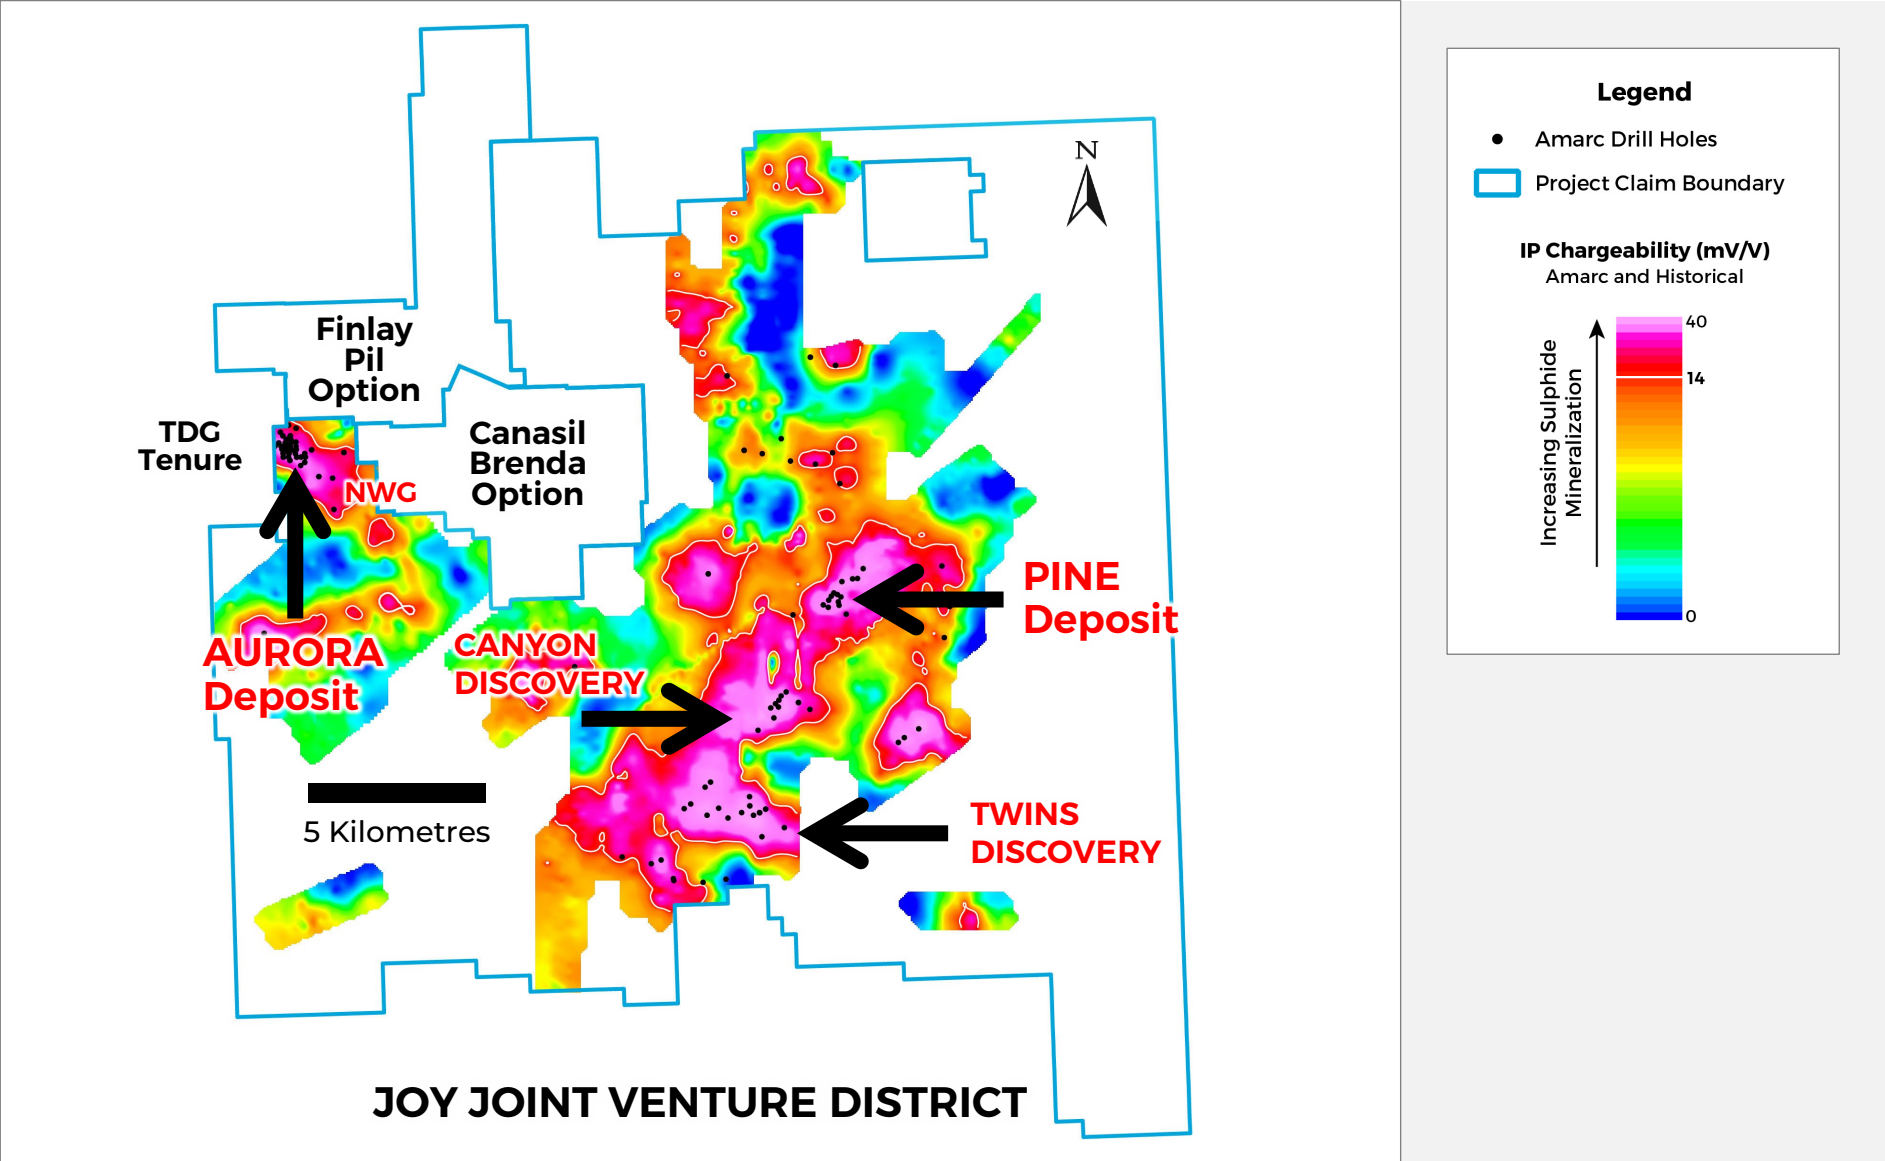 N
Finlay
Pil
Option
TDG
Tenure
Canasil
Brenda
Option
NWG
PINE
Deposit
AURORA
Deposit
CANYON
DISCOVERY
5 Kilometres
TWINS
DISCOVERY
JOY JOINT VENTURE DISTRICT
Legend
Amarc Drill Holes
Project Claim Boundary
IP Chargeability (mV/V)
Amarc and Historical
40
14
0
Increasing Sulphide
Mineralization